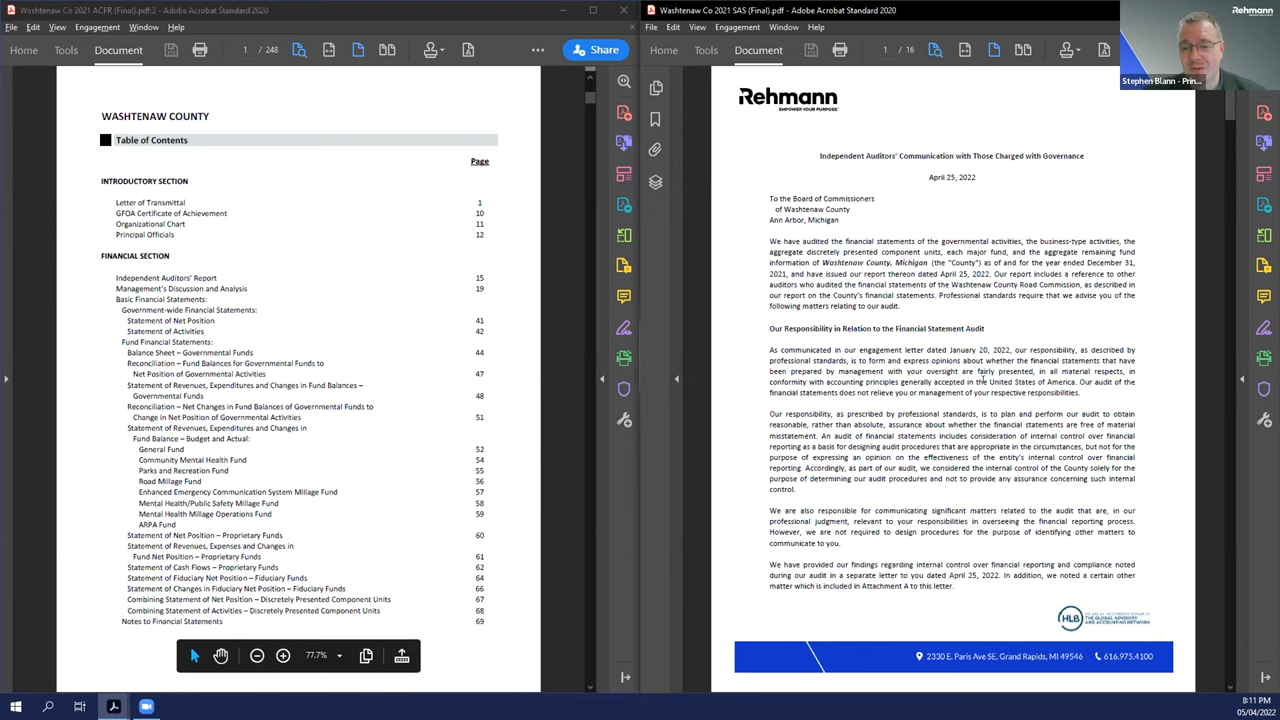 Washtenaw Co 2021 ACFR (Final).pdf:2 - Adobe Acrobat Standard 2020
File Edit View Engagement Window Help
Home Tools Document 1 / 248 Share
WASHTENAW COUNTY
Table of Contents
Page
INTRODUCTORY SECTION
Letter of Transmittal 1
GFOA Certificate of Achievement 10
Organizational Chart 11
Principal Officials 12
FINANCIAL SECTION
Independent Auditors' Report 15
Management's Discussion and Analysis 19
Basic Financial Statements:
Government-wide Financial Statements:
Statement of Net Position 41
Statement of Activities 42
Fund Financial Statements:
Balance Sheet – Governmental Funds 44
Reconciliation – Fund Balances for Governmental Funds to
Net Position of Governmental Activities 47
Statement of Revenues, Expenditures and Changes in Fund Balances –
Governmental Funds 48
Reconciliation – Net Changes in Fund Balances of Governmental Funds to
Change in Net Position of Governmental Activities 51
Statement of Revenues, Expenditures and Changes in
Fund Balance – Budget and Actual:
General Fund 52
Community Mental Health Fund 54
Parks and Recreation Fund 55
Road Millage Fund 56
Enhanced Emergency Communication System Millage Fund 57
Mental Health/Public Safety Millage Fund 58
Mental Health Millage Operations Fund 59
ARPA Fund
Statement of Net Position – Proprietary Funds 60
Statement of Revenues, Expenses and Changes in
Fund Net Position – Proprietary Funds 61
Statement of Cash Flows – Proprietary Funds 62
Statement of Fiduciary Net Position – Fiduciary Funds 64
Statement of Changes in Fiduciary Net Position – Fiduciary Funds 66
Combining Statement of Net Position – Discretely Presented Component Units 67
Combining Statement of Activities – Discretely Presented Component Units 68
Notes to Financial Statements 69
77.7%
Washtenaw Co 2021 SAS (Final).pdf - Adobe Acrobat Standard 2020
File Edit View Engagement Window Help
Home Tools Document 1 / 16
Rehmann
EMPOWER YOUR PURPOSE
Independent Auditors' Communication with Those Charged with Governance
April 25, 2022
To the Board of Commissioners
of Washtenaw County
Ann Arbor, Michigan
We have audited the financial statements of the governmental activities, the business-type activities, the
aggregate discretely presented component units, each major fund, and the aggregate remaining fund
information of Washtenaw County, Michigan (the "County") as of and for the year ended December 31,
2021, and have issued our report thereon dated April 25, 2022. Our report includes a reference to other
auditors who audited the financial statements of the Washtenaw County Road Commission, as described in
our report on the County's financial statements. Professional standards require that we advise you of the
following matters relating to our audit.
Our Responsibility in Relation to the Financial Statement Audit
As communicated in our engagement letter dated January 20, 2022, our responsibility, as described by
professional standards, is to form and express opinions about whether the financial statements that have
been prepared by management with your oversight are fairly presented, in all material respects, in
conformity with accounting principles generally accepted in the United States of America. Our audit of the
financial statements does not relieve you or management of your respective responsibilities.
Our responsibility, as prescribed by professional standards, is to plan and perform our audit to obtain
reasonable, rather than absolute, assurance about whether the financial statements are free of material
misstatement. An audit of financial statements includes consideration of internal control over financial
reporting as a basis for designing audit procedures that are appropriate in the circumstances, but not for the
purpose of expressing an opinion on the effectiveness of the entity's internal control over financial
reporting. Accordingly, as part of our audit, we considered the internal control of the County solely for the
purpose of determining our audit procedures and not to provide any assurance concerning such internal
control.
We are also responsible for communicating significant matters related to the audit that are, in our
professional judgment, relevant to your responsibilities in overseeing the financial reporting process.
However, we are not required to design procedures for the purpose of identifying other matters to
communicate to you.
We have provided our findings regarding internal control over financial reporting and compliance noted
during our audit in a separate letter to you dated April 25, 2022. In addition, we noted a certain other
matter which is included in Attachment A to this letter.
HLB
THE GLOBAL ADVISORY
AND ACCOUNTING NETWORK
2330 E. Paris Ave SE, Grand Rapids, MI 49546 616.975.4100
Rehmann
Stephen Blann - Prin...
8:11 PM
05/04/2022